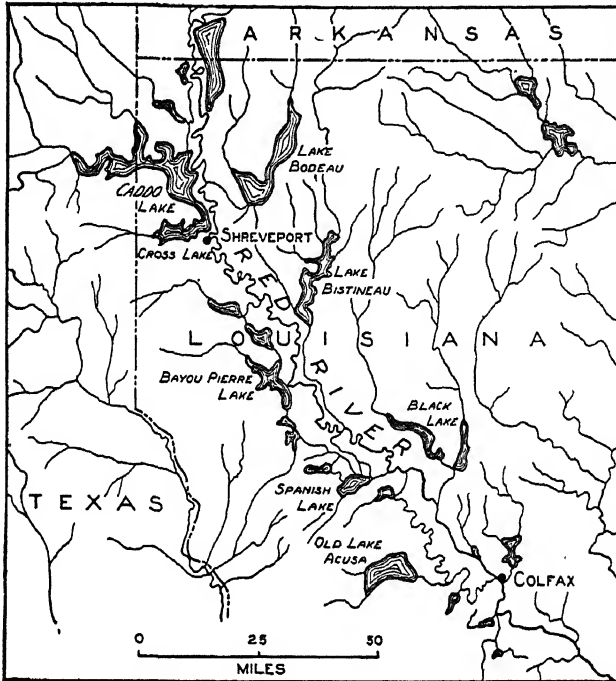 ARKANSAS
LAKE
BODEAU
CADDO
LAKE
SHREVEPORT
CROSS LAKE
RED RIVER
LAKE
BISTINEAU
LOUISIANA
BAYOU PIERRE
LAKE
BLACK
LAKE
TEXAS
SPANISH
LAKE
OLD LAKE
ACUSA
COLFAX
0 25 50
MILES